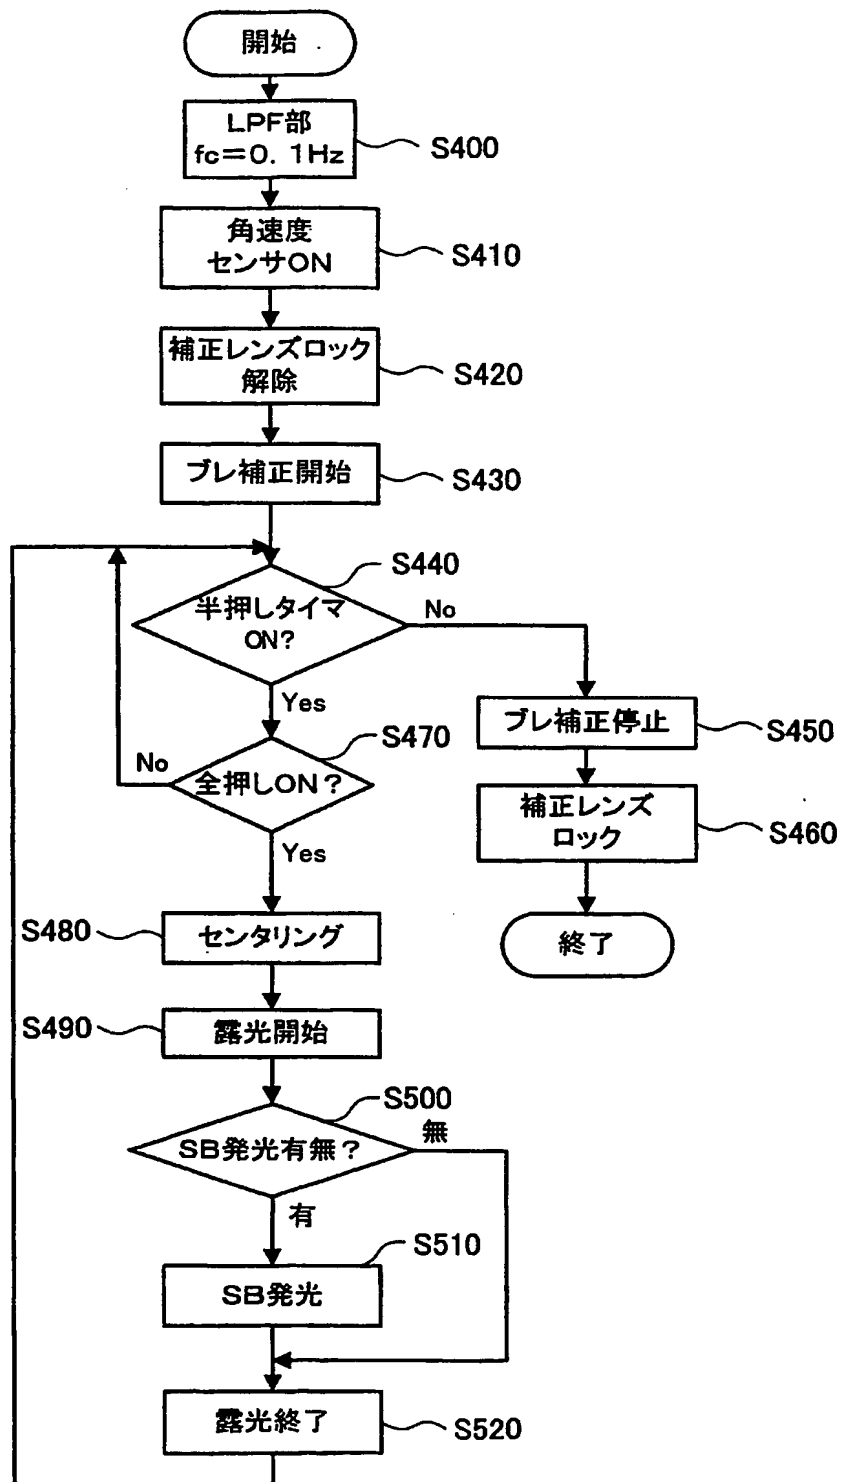 開始
LPF部
fc=0.1Hz
S400
角速度
センサON
S410
補正レンズロック
解除
S420
ブレ補正開始
S430
S440
半押しタイマ
ON?
No
Yes
ブレ補正停止
S450
S470
全押しON?
No
Yes
補正レンズ
ロック
S460
終了
S480
センタリング
S490
露光開始
S500
SB発光有無?
無
有
S510
SB発光
露光終了
S520